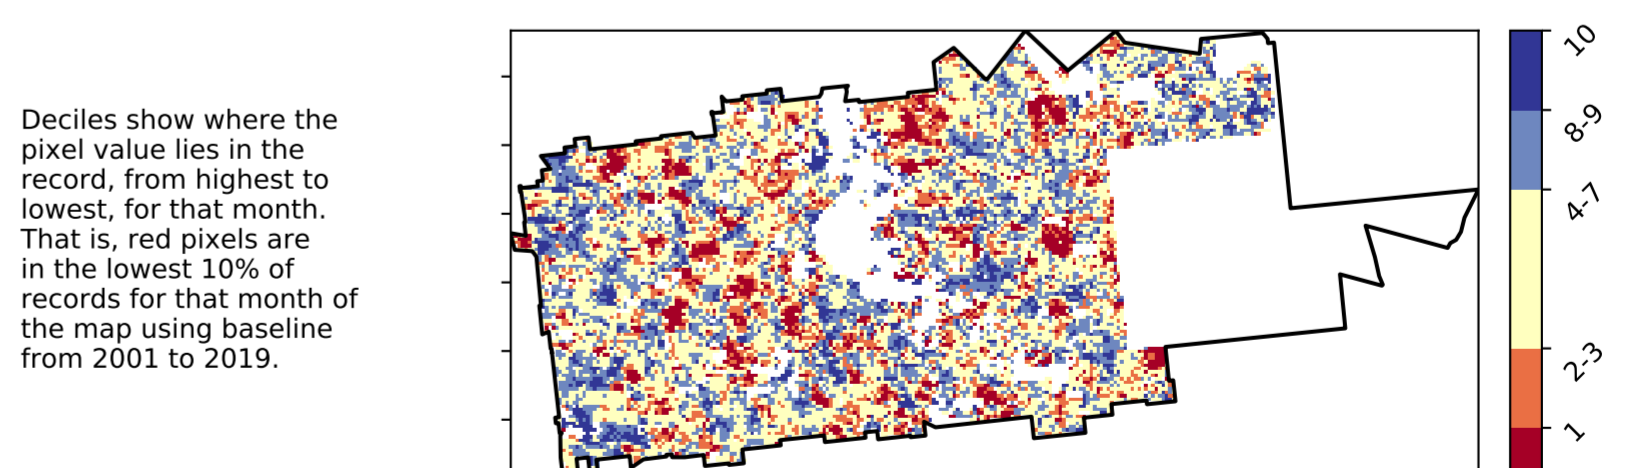 Deciles show where the
pixel value lies in the
record, from highest to
lowest, for that month.
That is, red pixels are
in the lowest 10% of
records for that month of
the map using baseline
from 2001 to 2019.
10
8-9
4-7
2-3
1